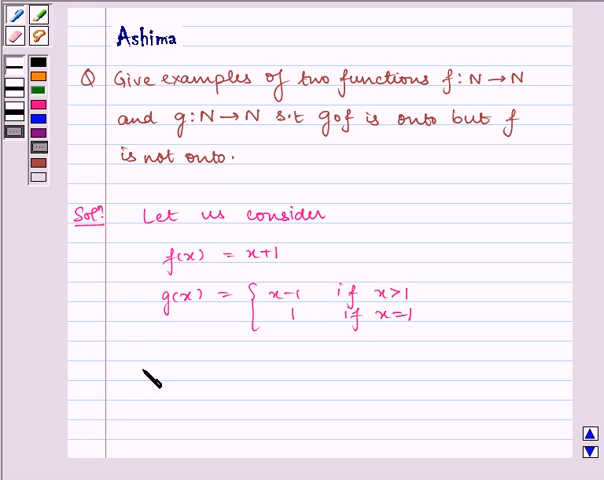 Ashima
Q Give examples of two functions f: N → N
and g: N → N s.t gof is onto but f
is not onto.
Solⁿ: Let us consider
f(x) = x+1
g(x) = { x-1 if x>1
1 if x=1